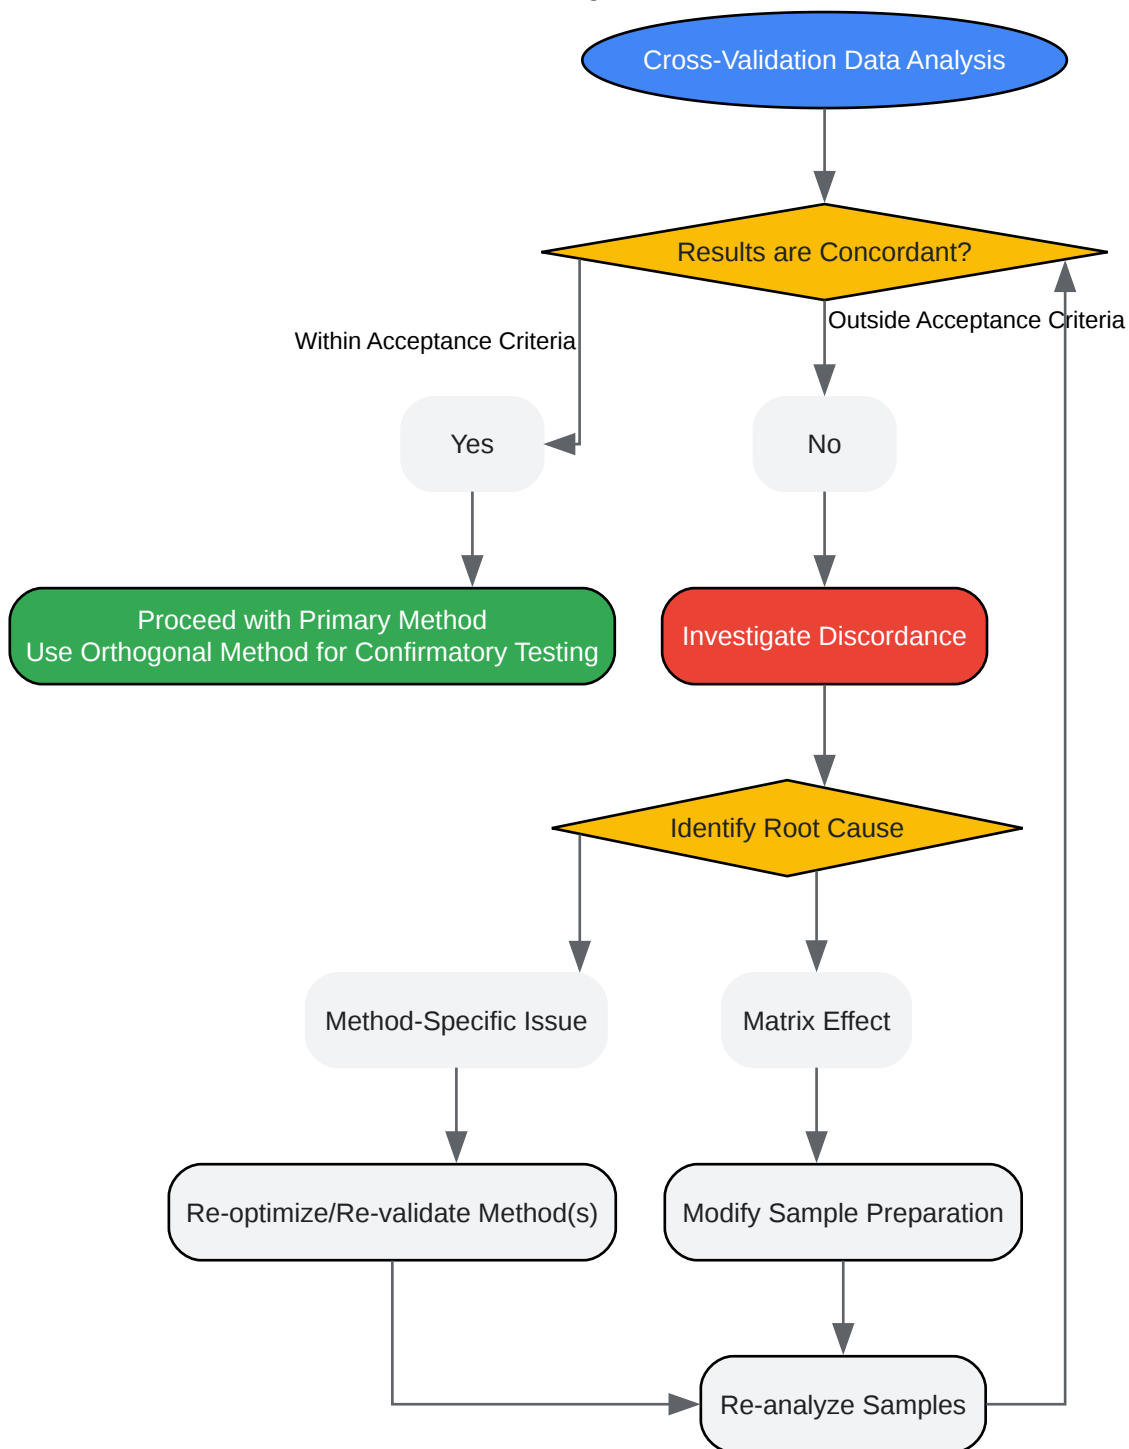 Cross-Validation Data Analysis
Results are Concordant?
Within Acceptance Criteria
Outside Acceptance Criteria
Yes
No
Proceed with Primary Method
Use Orthogonal Method for Confirmatory Testing
Investigate Discordance
Identify Root Cause
Method-Specific Issue
Matrix Effect
Re-optimize/Re-validate Method(s)
Modify Sample Preparation
Re-analyze Samples